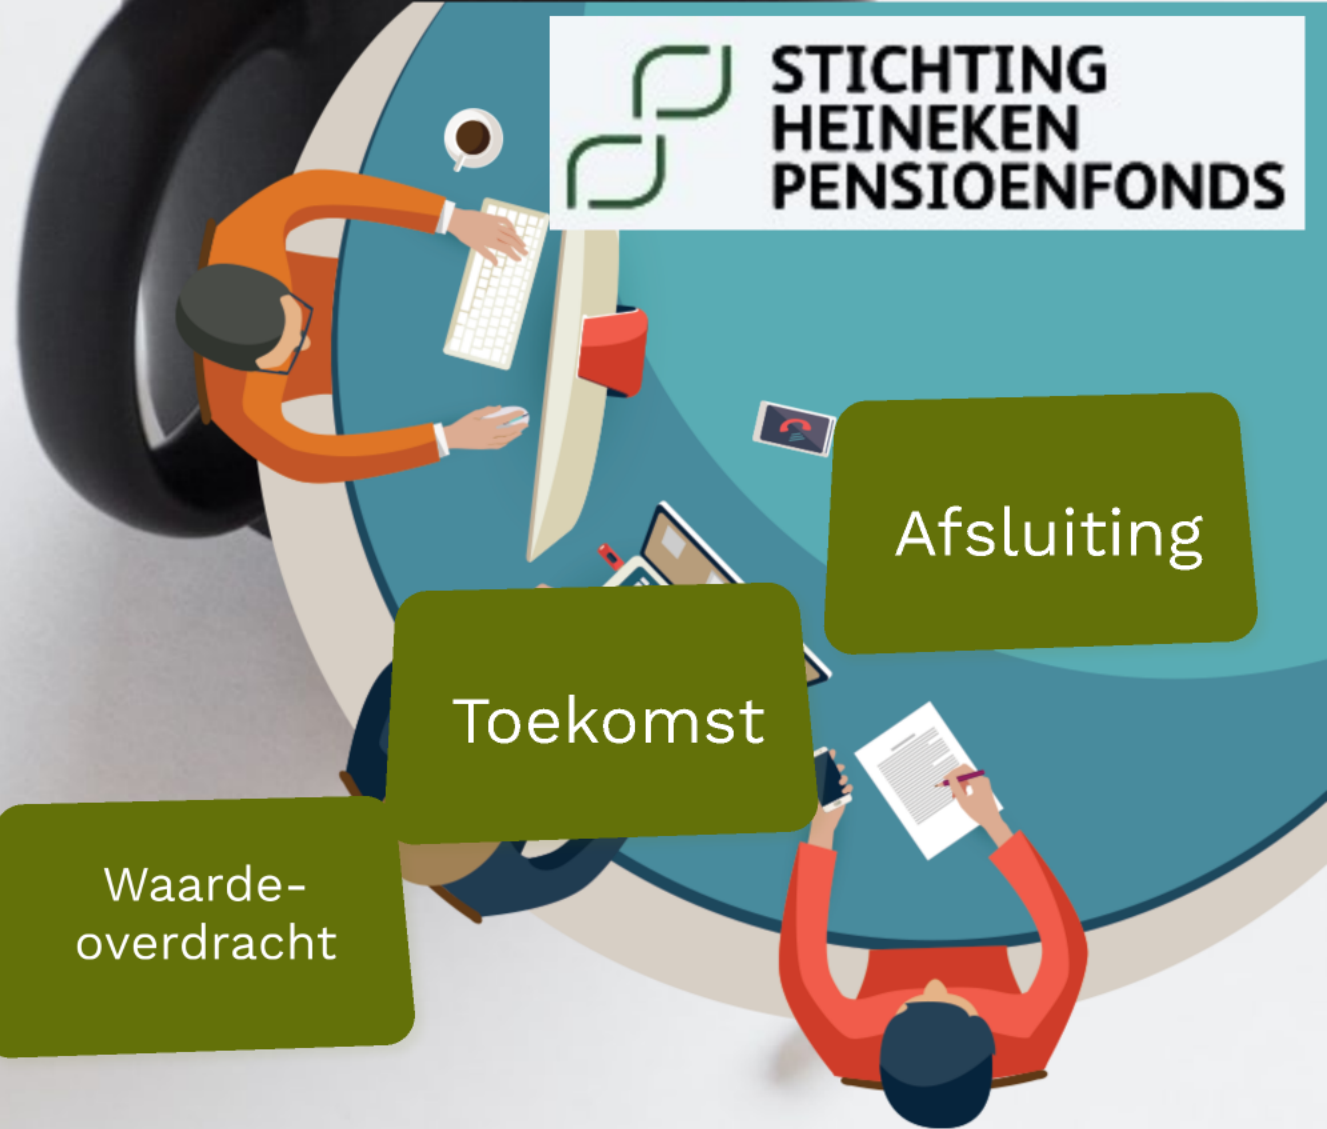 STICHTING
HEINEKEN
PENSIOENFONDS
Afsluiting
Toekomst
Waarde-
overdracht